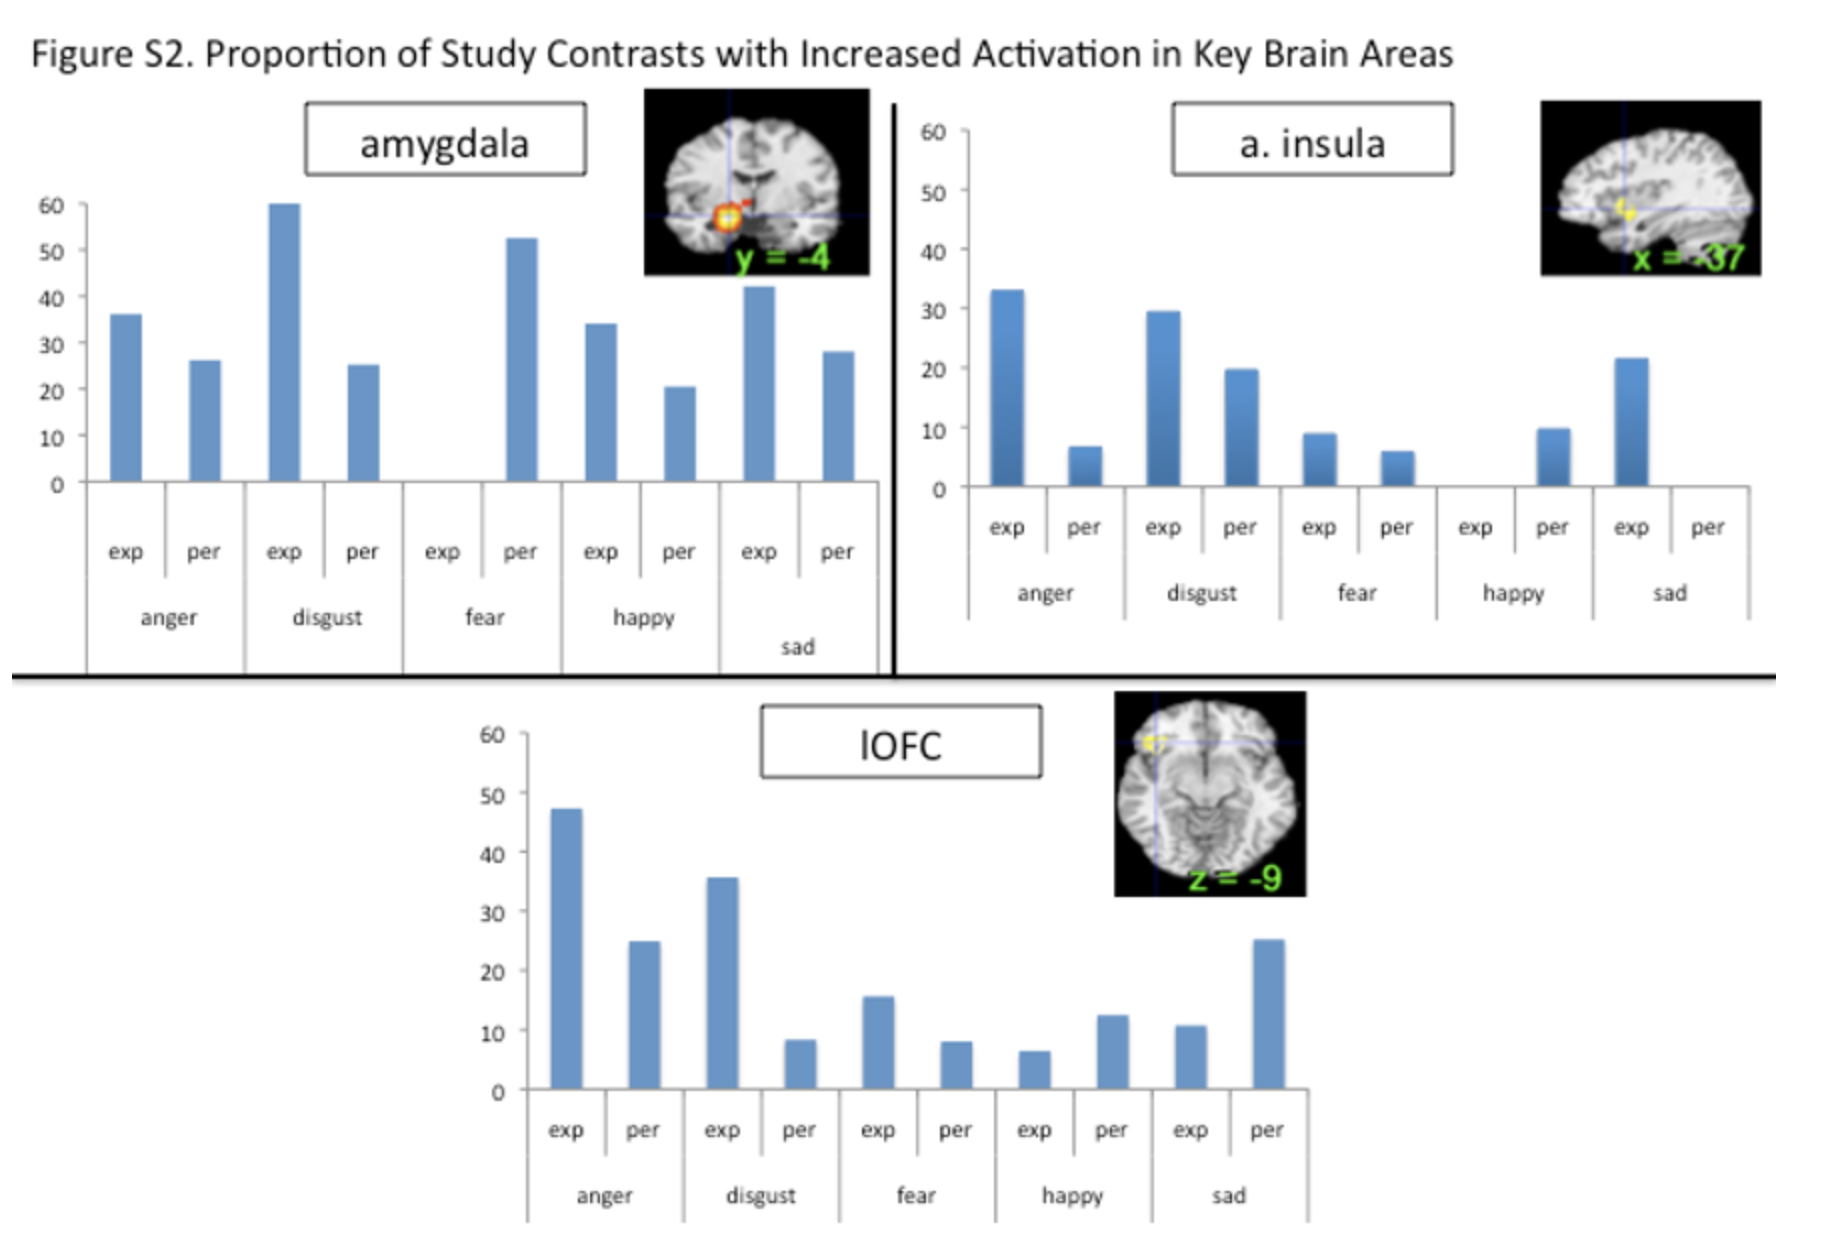 Figure S2. Proportion of Study Contrasts with Increased Activation in Key Brain Areas
amygdala
60
50
40
30
20
10
0
y = -4
exp per exp per exp per exp per exp per
anger disgust fear happy
sad
a. insula
60
50
40
30
20
10
0
x = -37
exp per exp per exp per exp per exp per
anger disgust fear happy sad
lOFC
60
50
40
30
20
10
0
z = -9
exp per exp per exp per exp per exp per
anger disgust fear happy sad